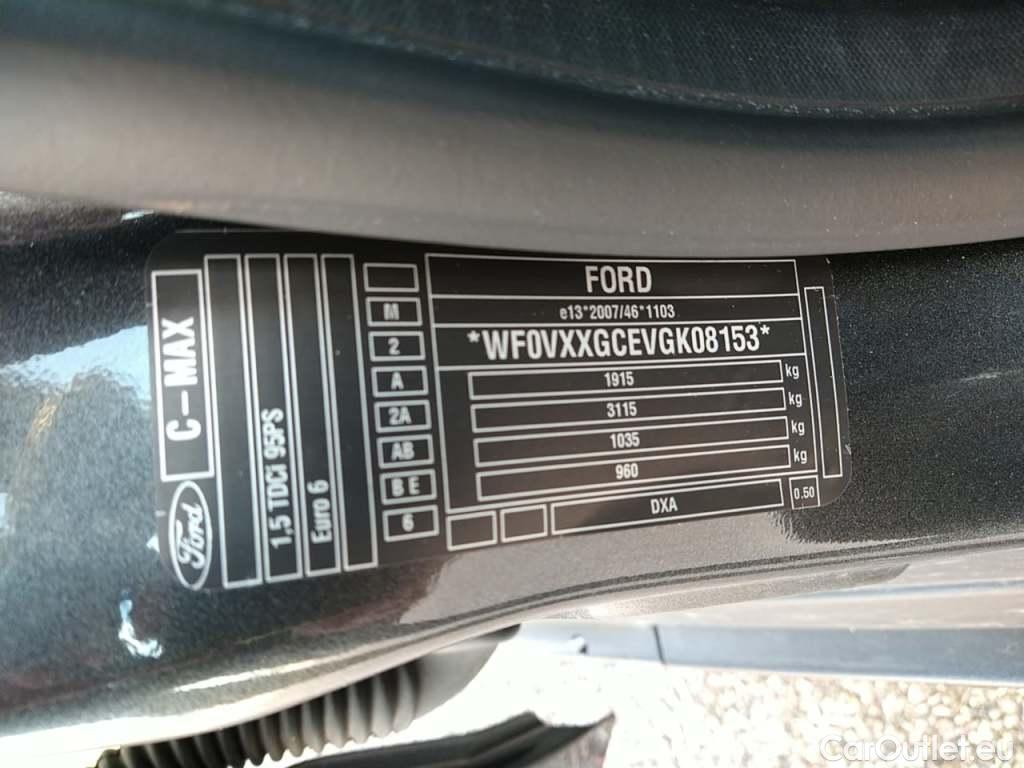 C-MAX
Ford
1.5 TDCi 95PS
Euro 6
M
2
A
2A
AB
B E
6
FORD
e13*2007/46*1103
*WF0VXXGCEVGK08153*
1915 kg
3115 kg
1035 kg
960 kg
DXA
0.50
CarOutlet.eu